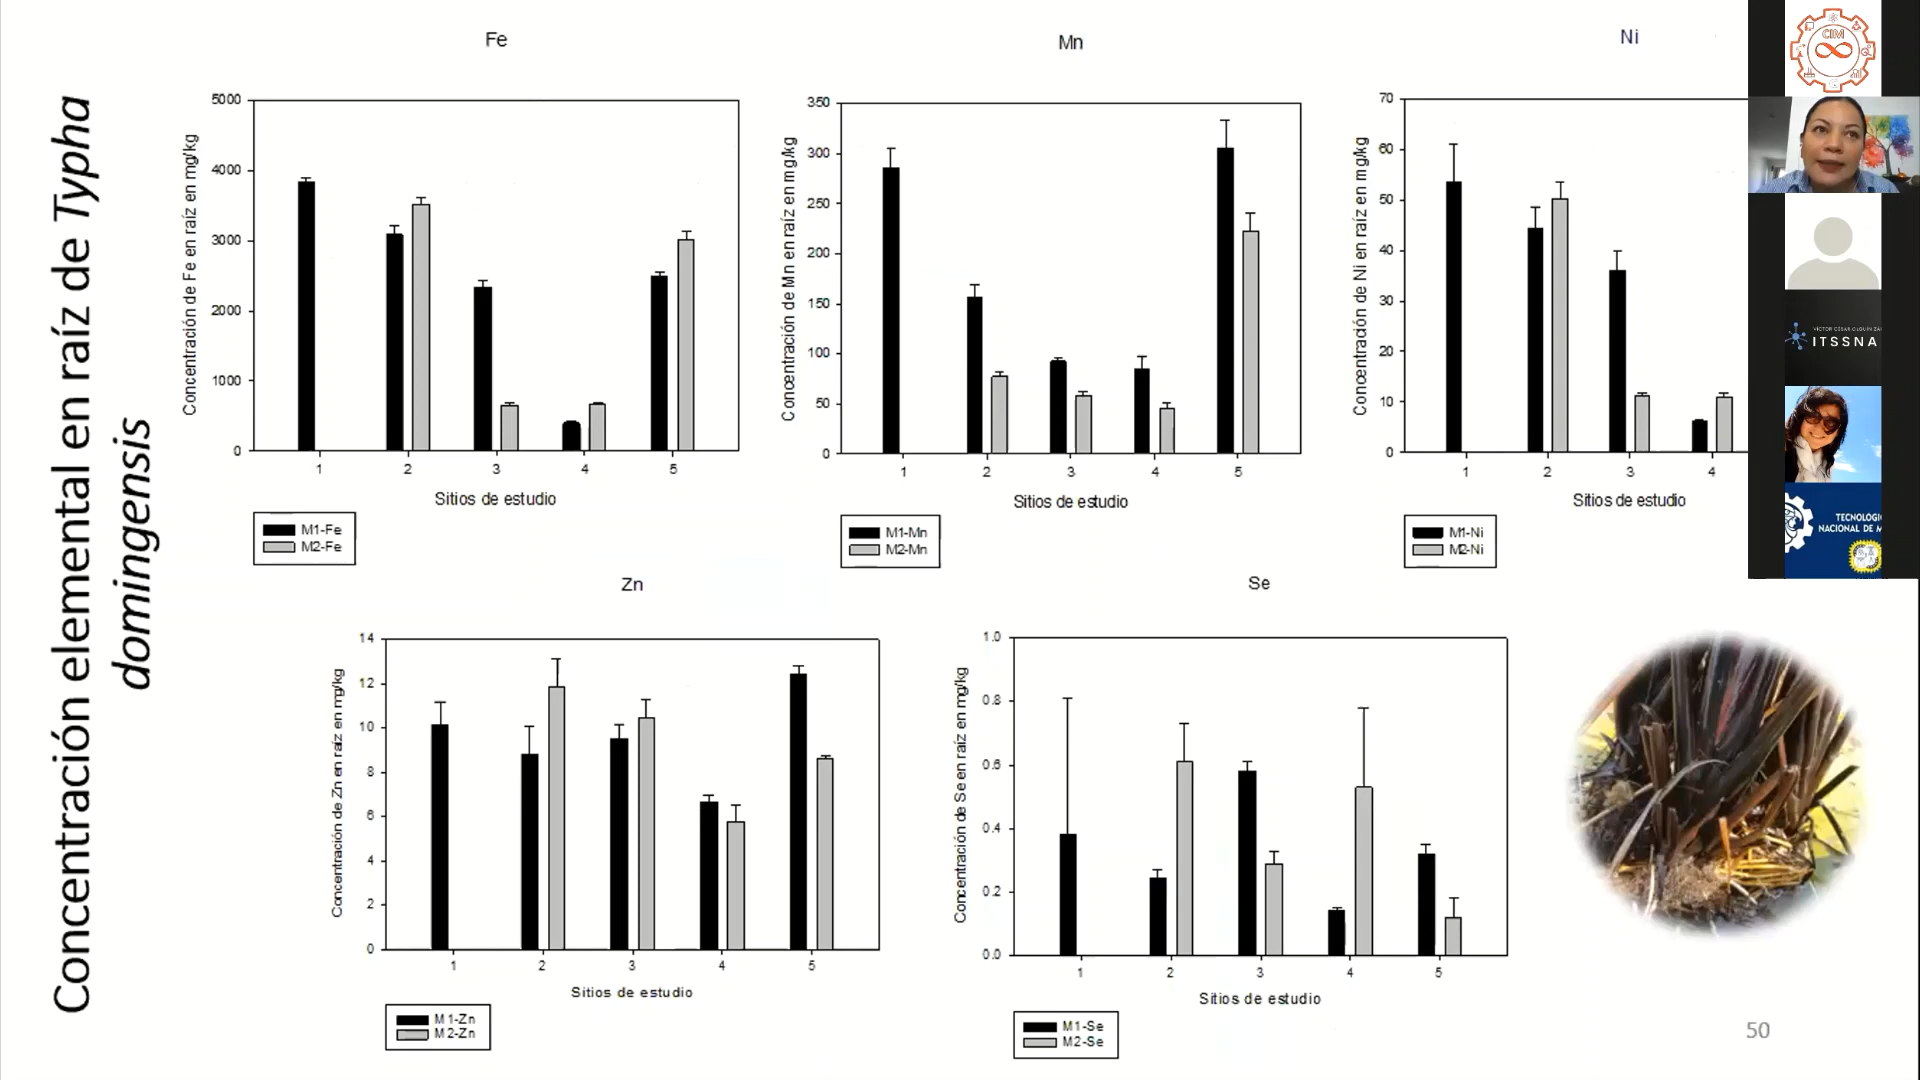 Concentración elemental en raíz de Typha
domingensis
Fe
Concentración de Fe en raíz en mg/kg
5000
4000
3000
2000
1000
0
1 2 3 4 5
Sitios de estudio
M1-Fe
M2-Fe
Mn
Concentración de Mn en raíz en mg/kg
350
300
250
200
150
100
50
0
1 2 3 4 5
Sitios de estudio
M1-Mn
M2-Mn
Ni
Concentración de Ni en raíz en mg/kg
70
60
50
40
30
20
10
0
1 2 3 4
Sitios de estudio
M1-Ni
M2-Ni
Zn
Concentración de Zn en raíz en mg/kg
14
12
10
8
6
4
2
0
1 2 3 4 5
Sitios de estudio
M1-Zn
M2-Zn
Se
Concentración de Se en raíz en mg/kg
1.0
0.8
0.6
0.4
0.2
0.0
1 2 3 4 5
Sitios de estudio
M1-Se
M2-Se
50
CIM
ITSSNA
TECNOLÓGI
NACIONAL DE M